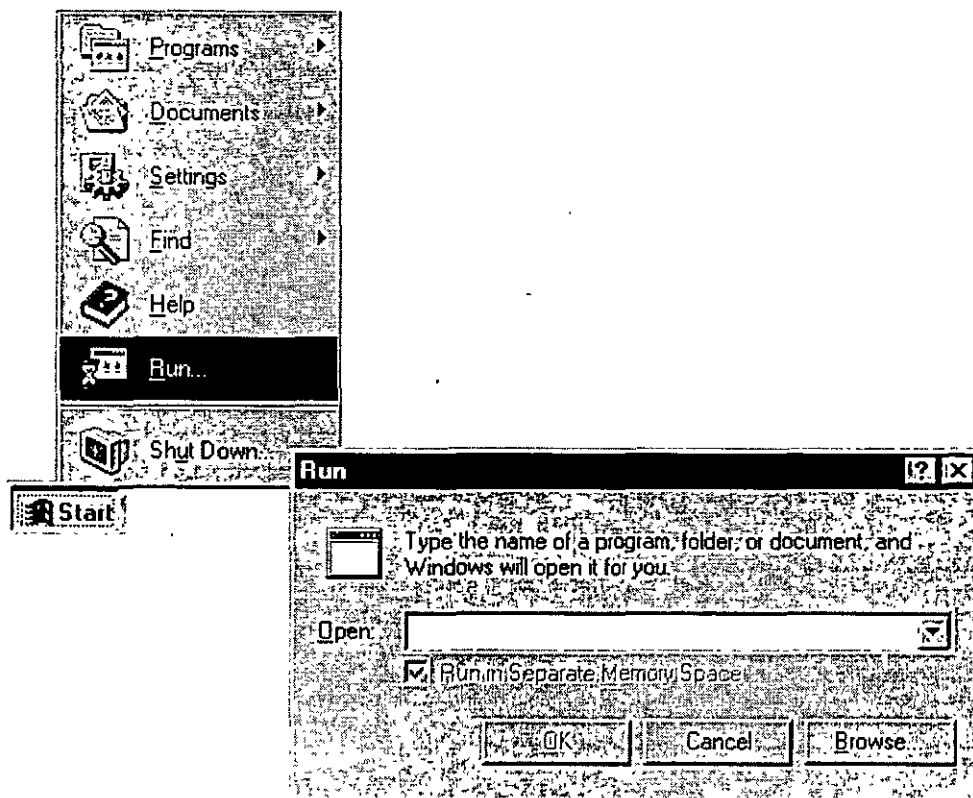 Programs
Documents
Settings
Find
Help
Run...
Shut Down...
Start
Run
Type the name of a program, folder, or document, and
Windows will open it for you.
Open:
Run in Separate Memory Space
OK
Cancel
Browse...